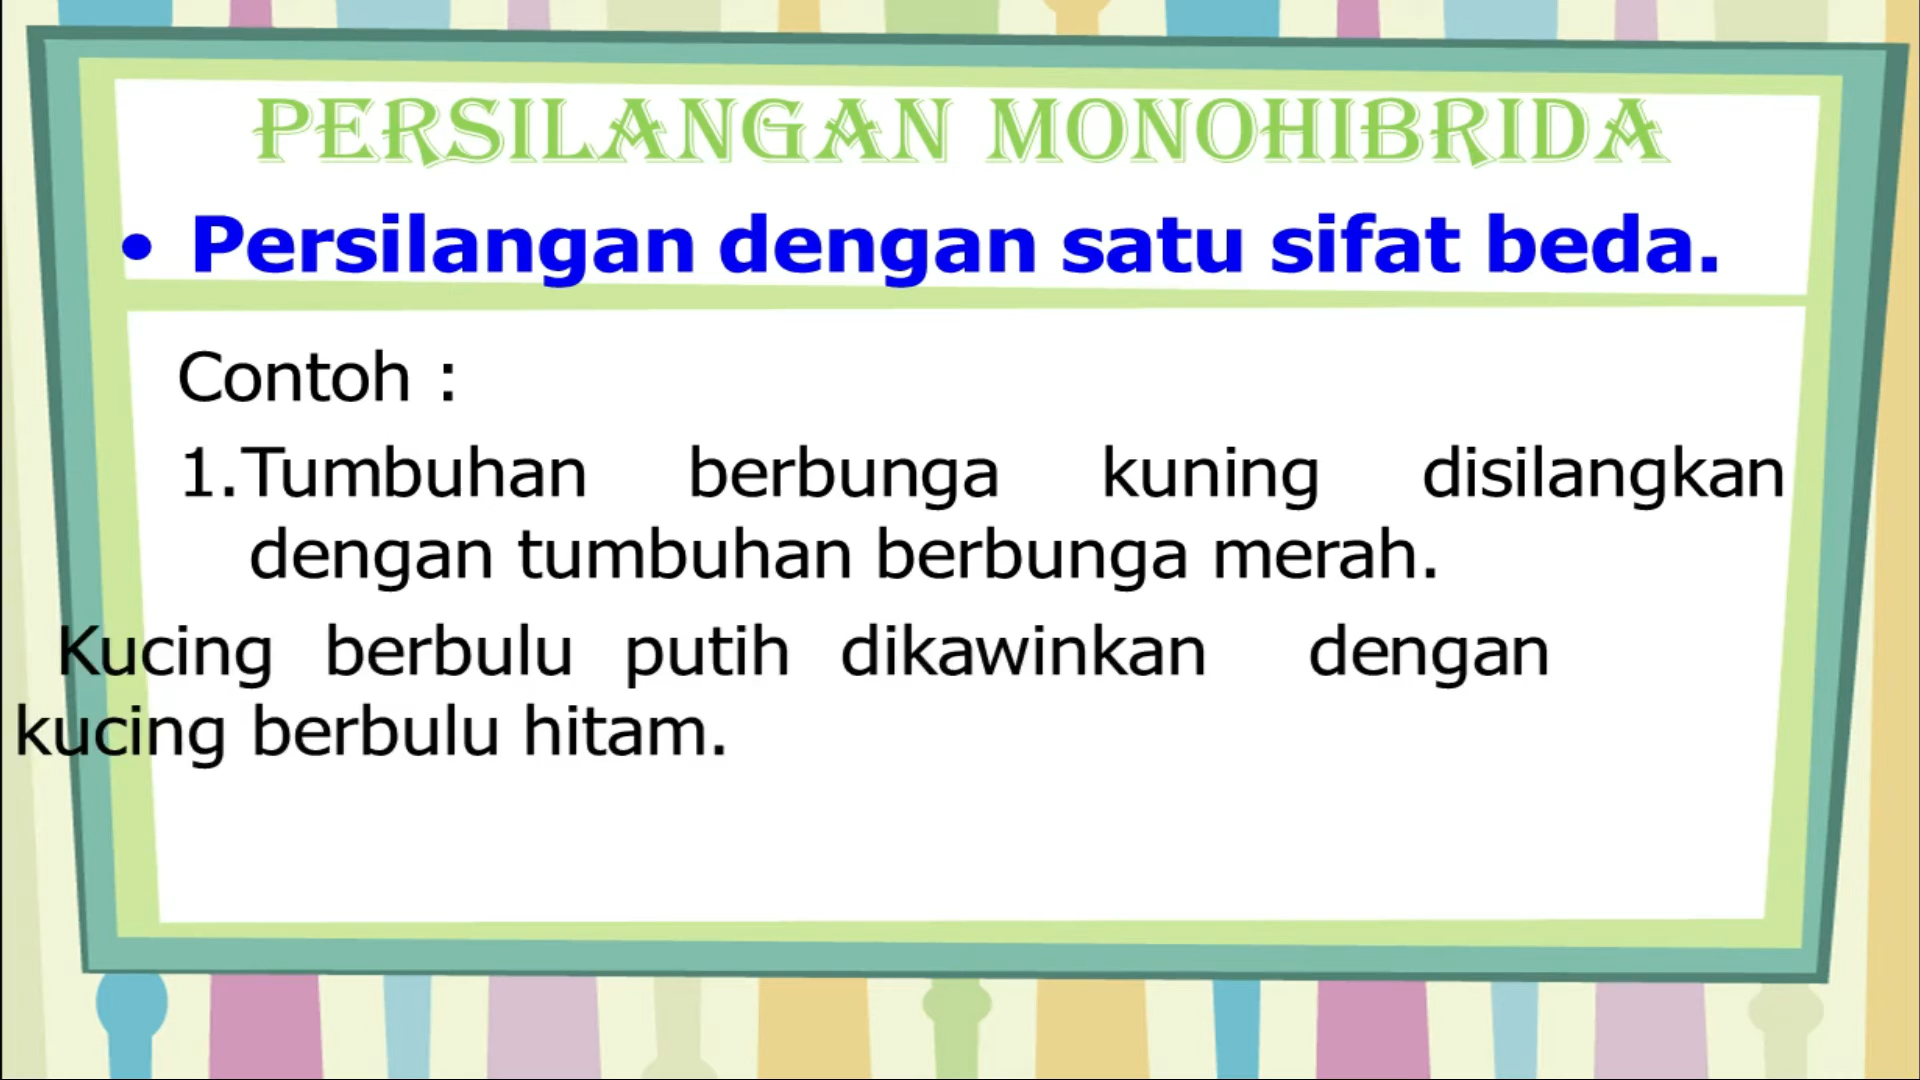 PERSILANGAN MONOHIBRIDA
• Persilangan dengan satu sifat beda.
Contoh :
1.Tumbuhan berbunga kuning disilangkan
dengan tumbuhan berbunga merah.
Kucing berbulu putih dikawinkan dengan
kucing berbulu hitam.